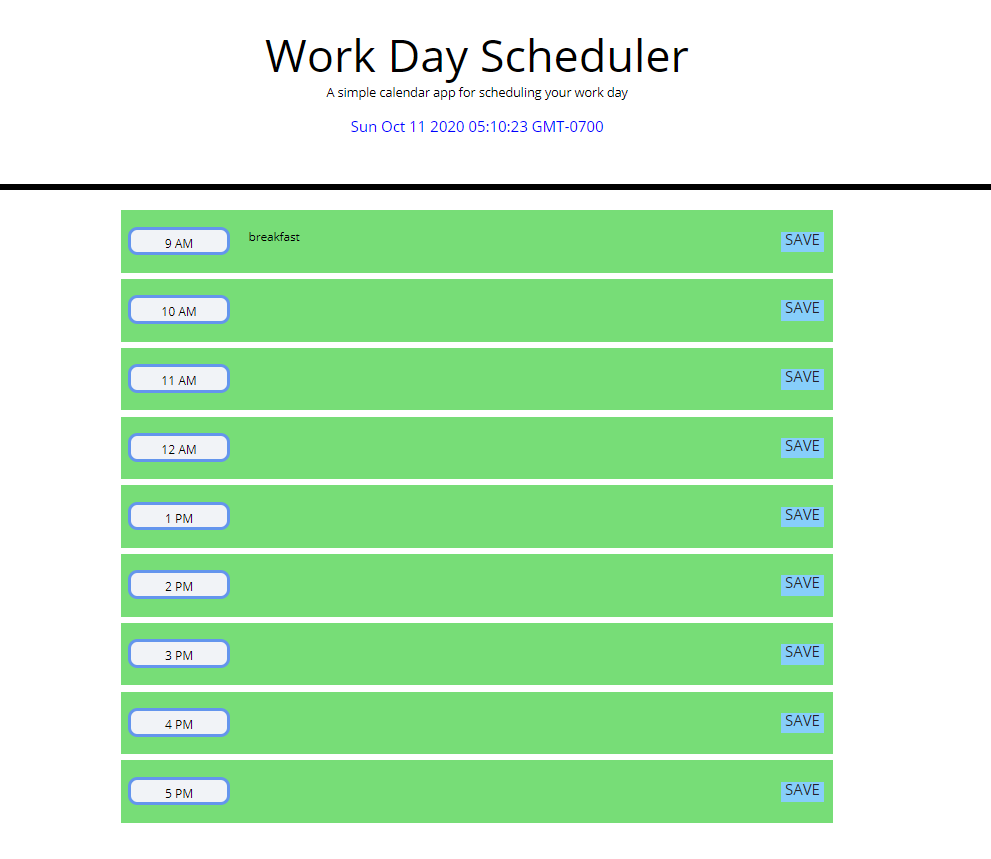 Work Day Scheduler
A simple calendar app for scheduling your work day
Sun Oct 11 2020 05:10:23 GMT-0700
9 AM breakfast SAVE
10 AM SAVE
11 AM SAVE
12 AM SAVE
1 PM SAVE
2 PM SAVE
3 PM SAVE
4 PM SAVE
5 PM SAVE